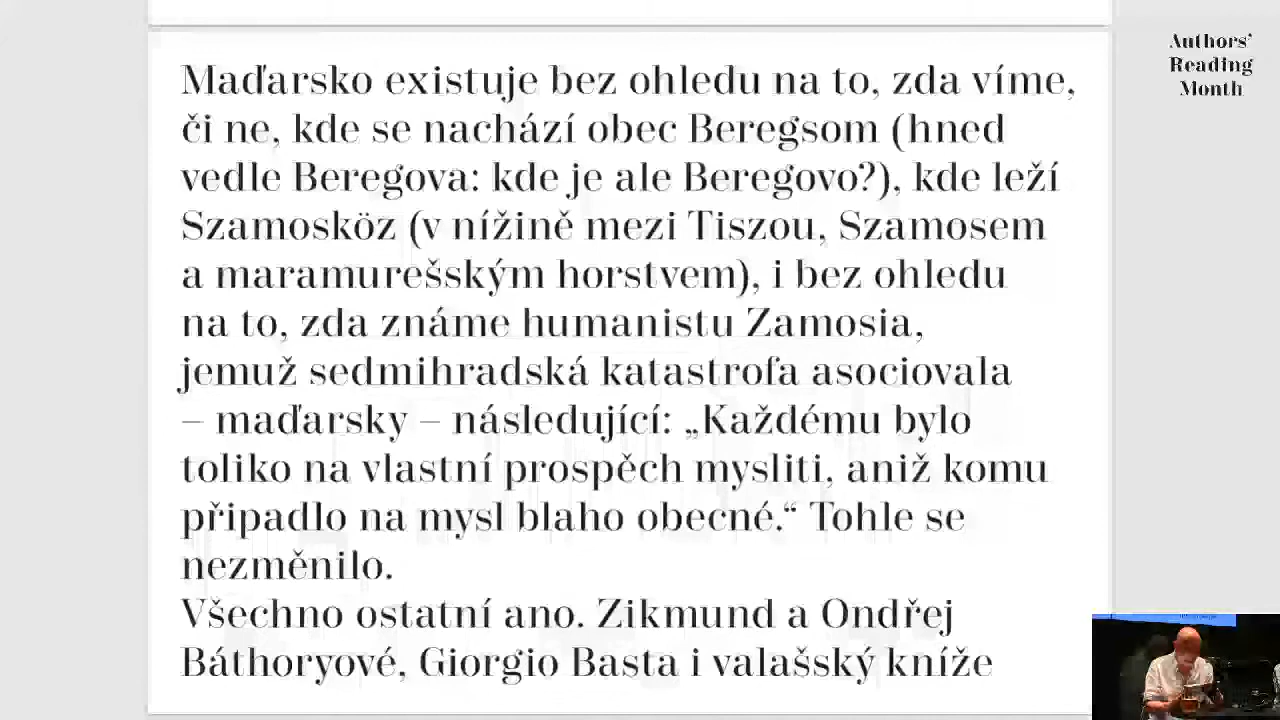 Maďarsko existuje bez ohledu na to, zda víme,
či ne, kde se nachází obec Beregsom (hned
vedle Beregova: kde je ale Beregovo?), kde leží
Szamosköz (v nížině mezi Tiszou, Szamosem
a maramurešským horstvem), i bez ohledu
na to, zda známe humanistu Zamosia,
jemuž sedmihradská katastrofa asociovala
– maďarsky – následující: „Každému bylo
toliko na vlastní prospěch mysliti, aniž komu
připadlo na mysl blaho obecné.“ Tohle se
nezměnilo.
Všechno ostatní ano. Zikmund a Ondřej
Báthoryové, Giorgio Basta i valašský kníže
Authors’
Reading
Month